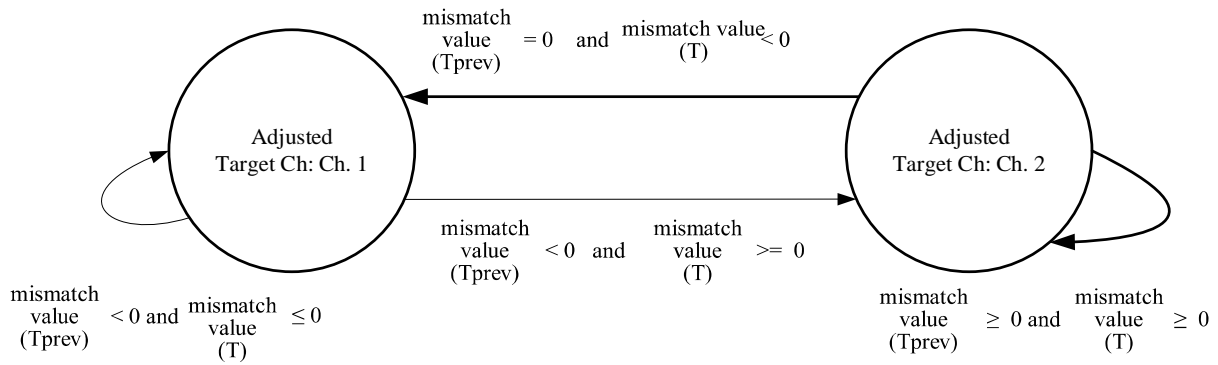 mismatch
value
(Tprev)
= 0 and
mismatch value
(T)
< 0
Adjusted
Target Ch: Ch. 1
Adjusted
Target Ch: Ch. 2
mismatch
value
(Tprev)
< 0 and
mismatch
value
(T)
>= 0
mismatch
value
(Tprev)
< 0 and
mismatch
value
(T)
≤ 0
mismatch
value
(Tprev)
≥ 0 and
mismatch
value
(T)
≥ 0